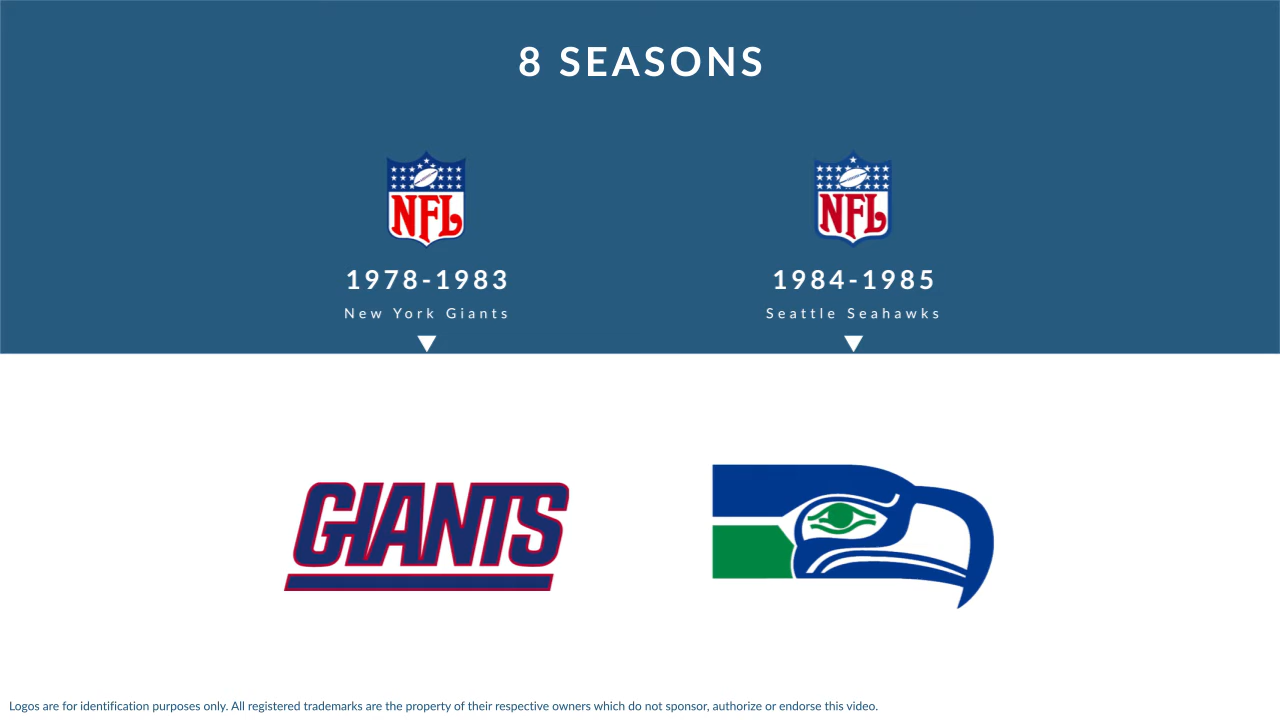 8 SEASONS
NFL NFL
1978-1983 1984-1985
New York Giants Seattle Seahawks
GIANTS
Logos are for identification purposes only. All registered trademarks are the property of their respective owners which do not sponsor, authorize or endorse this video.